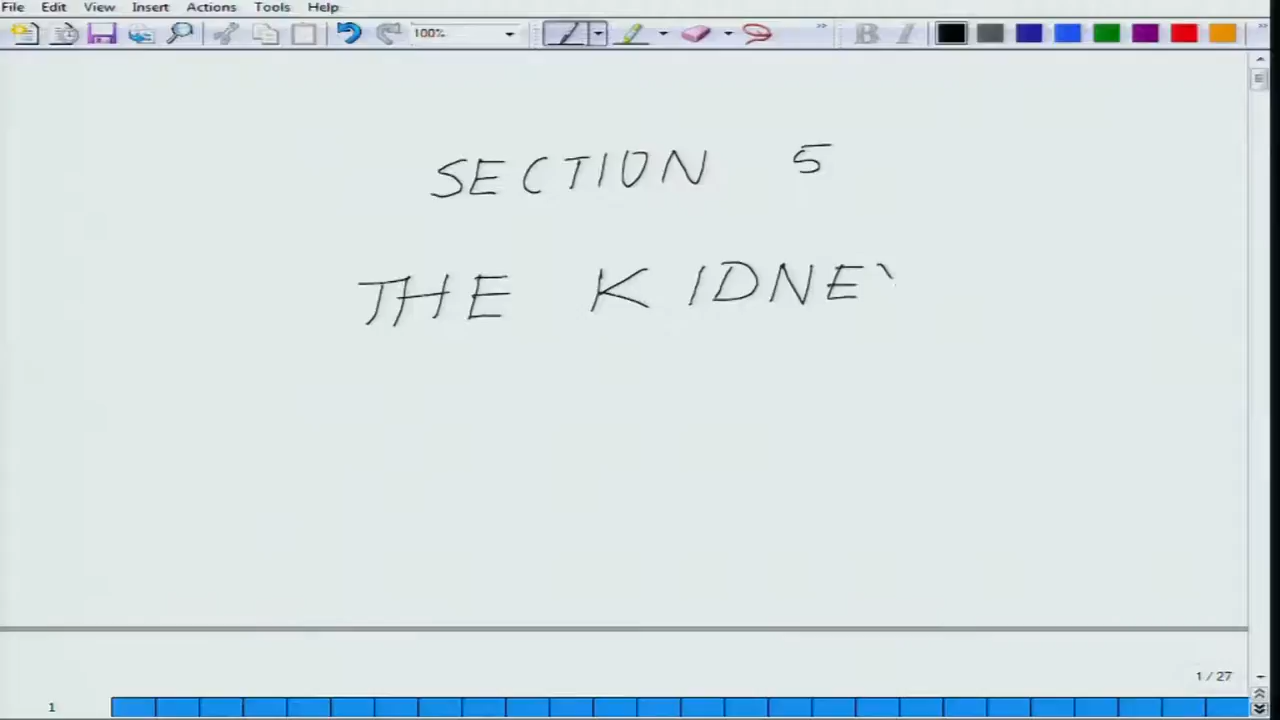 File Edit View Insert Actions Tools Help
100% B I
SECTION 5
THE KIDNE
1 / 27
1